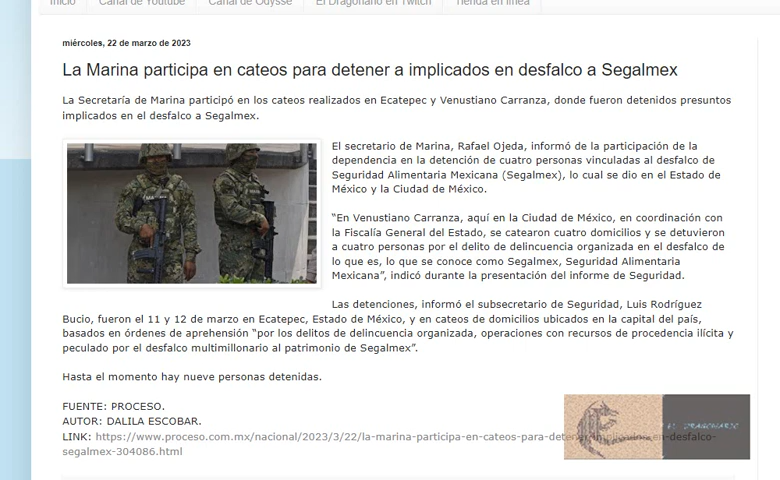 Inicio Canal de Youtube Canal de Odysse El Dragonario en Twitch Tienda en línea
miércoles, 22 de marzo de 2023
La Marina participa en cateos para detener a implicados en desfalco a Segalmex
La Secretaría de Marina participó en los cateos realizados en Ecatepec y Venustiano Carranza, donde fueron detenidos presuntos
implicados en el desfalco a Segalmex.
El secretario de Marina, Rafael Ojeda, informó de la participación de la
dependencia en la detención de cuatro personas vinculadas al desfalco de
Seguridad Alimentaria Mexicana (Segalmex), lo cual se dio en el Estado de
México y la Ciudad de México.
“En Venustiano Carranza, aquí en la Ciudad de México, en coordinación con
la Fiscalía General del Estado, se catearon cuatro domicilios y se detuvieron
a cuatro personas por el delito de delincuencia organizada en el desfalco de
lo que es, lo que se conoce como Segalmex, Seguridad Alimentaria
Mexicana”, indicó durante la presentación del informe de Seguridad.
Las detenciones, informó el subsecretario de Seguridad, Luis Rodríguez
Bucio, fueron el 11 y 12 de marzo en Ecatepec, Estado de México, y en cateos de domicilios ubicados en la capital del país,
basados en órdenes de aprehensión “por los delitos de delincuencia organizada, operaciones con recursos de procedencia ilícita y
peculado por el desfalco multimillonario al patrimonio de Segalmex”.
Hasta el momento hay nueve personas detenidas.
FUENTE: PROCESO.
AUTOR: DALILA ESCOBAR.
LINK: https://www.proceso.com.mx/nacional/2023/3/22/la-marina-participa-en-cateos-para-detener-implicados-en-desfalco-
segalmex-304086.html
EL DRAGONARIO